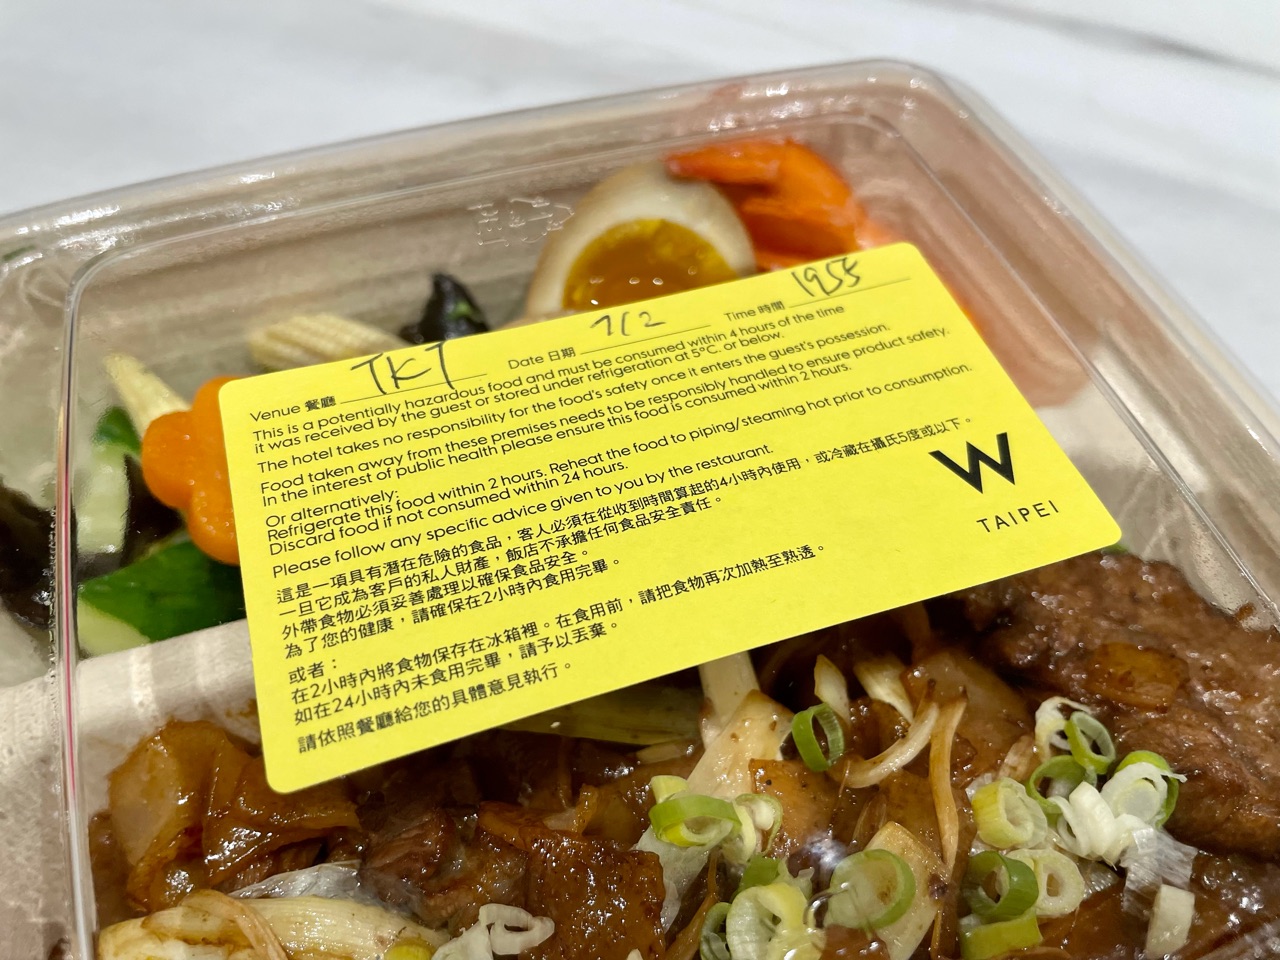 Venue 餐廳 TKT Date 日期 7/2 Time 時間 1955
This is a potentially hazardous food and must be consumed within 4 hours of the time
it was received by the guest or stored under refrigeration at 5°C. or below.
The hotel takes no responsibility for the food's safety once it enters the guest's possession.
Food taken away from these premises needs to be responsibly handled to ensure product safety.
In the interest of public health please ensure this food is consumed within 2 hours.
Or alternatively:
Refrigerate this food within 2 hours. Reheat the food to piping/steaming hot prior to consumption.
Discard food if not consumed within 24 hours.
Please follow any specific advice given to you by the restaurant.
這是一項具有潛在危險的食品，客人必須在從收到時間算起的4小時內使用，或冷藏在攝氏5度或以下。
一旦它成為客戶的私人財產，飯店不承擔任何食品安全責任。
外帶食物必須妥善處理以確保食品安全。
為了您的健康，請確保在2小時內食用完畢。
或者：
在2小時內將食物保存在冰箱裡。在食用前，請把食物再次加熱至熟透。
如在24小時內未食用完畢，請予以丟棄。
請依照餐廳給您的具體意見執行。
W
TAIPEI